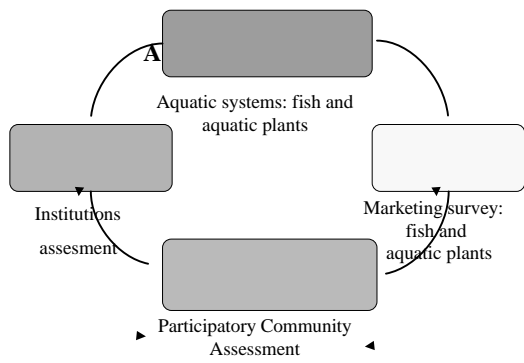 A
Aquatic systems: fish and
aquatic plants
Institutions
assesment
Marketing survey:
fish and
aquatic plants
Participatory Community
Assessment